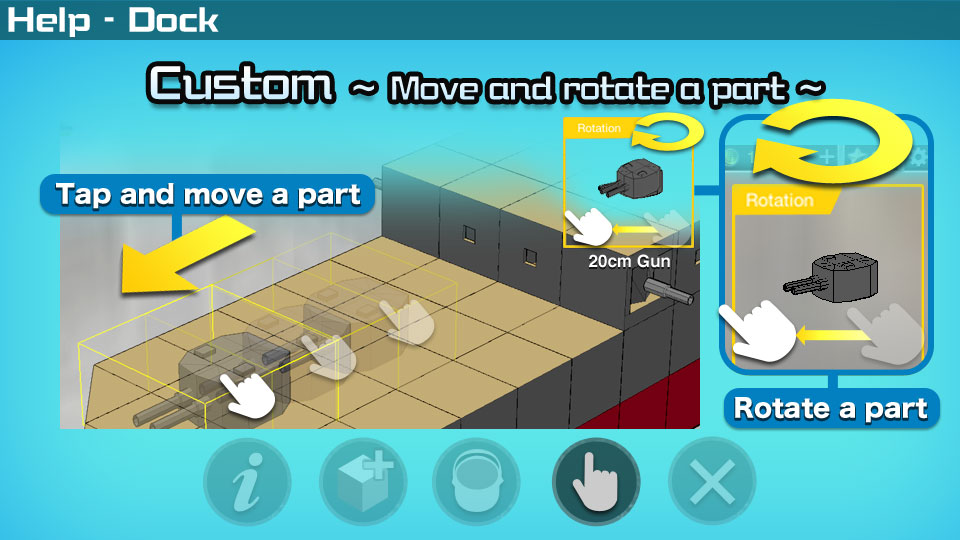 Help - Dock
Custom ~ Move and rotate a part ~
Tap and move a part
Rotation
20cm Gun
Rotation
Rotate a part